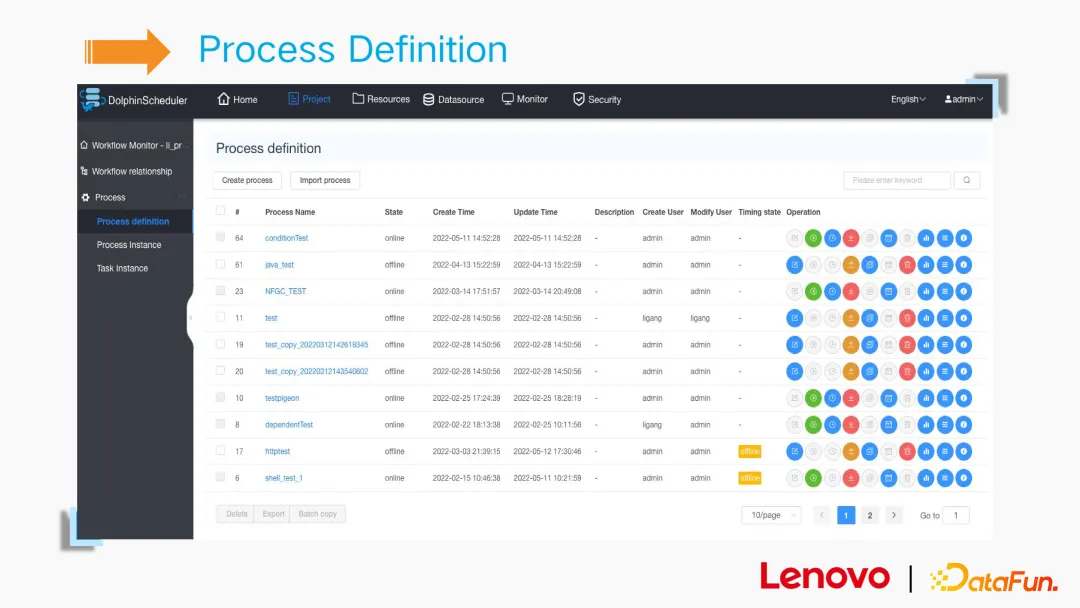 Process Definition
DolphinScheduler Home Project Resources Datasource Monitor Security English admin
Workflow Monitor - li_pr...
Workflow relationship
Process
Process definition
Process Instance
Task Instance
Process definition
Create process Import process Please enter keyword
# Process Name State Create Time Update Time Description Create User Modify User Timing state Operation
64 conditionTest online 2022-05-11 14:52:28 2022-05-11 14:52:28 - admin admin -
61 java_test offline 2022-04-13 15:22:59 2022-04-13 15:22:59 - admin admin -
23 NFGC_TEST online 2022-03-14 17:51:57 2022-03-14 20:49:08 - admin admin -
11 test offline 2022-02-28 14:50:56 2022-02-28 14:50:56 - ligang ligang -
19 test_copy_20220312142619345 offline 2022-02-28 14:50:56 2022-02-28 14:50:56 - admin admin -
20 test_copy_20220312143540602 offline 2022-02-28 14:50:56 2022-02-28 14:50:56 - admin admin -
10 testpigeon online 2022-02-25 17:24:39 2022-02-25 18:28:19 - admin admin -
8 dependentTest online 2022-02-22 18:13:38 2022-02-25 10:11:56 - ligang admin -
17 httptest offline 2022-03-03 21:39:15 2022-05-12 17:30:46 - admin admin offline
6 shell_test_1 online 2022-02-15 10:46:38 2022-05-11 10:21:59 - admin admin offline
Delete Export Batch copy 10/page 1 2 Go to 1
Lenovo | DataFun.